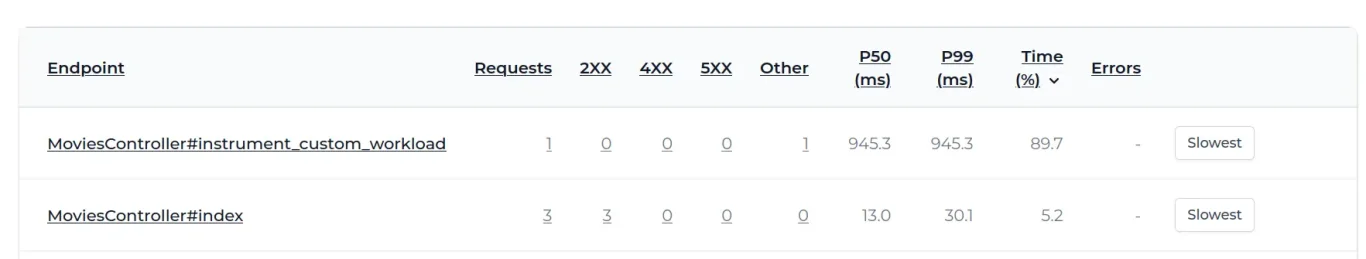 Endpoint Requests 2XX 4XX 5XX Other P50 (ms) P99 (ms) Time (%) Errors
MoviesController#instrument_custom_workload 1 0 0 0 1 945.3 945.3 89.7 - Slowest
MoviesController#index 3 3 0 0 0 13.0 30.1 5.2 - Slowest